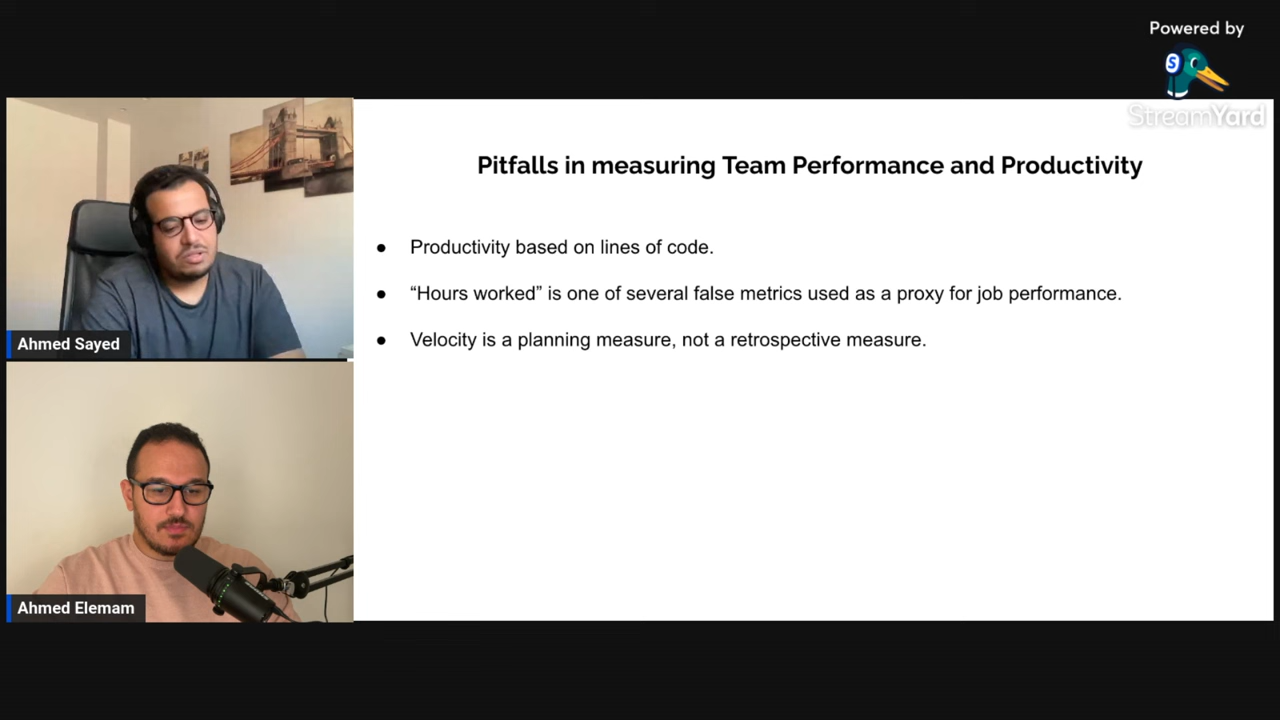 Powered by
StreamYard
Pitfalls in measuring Team Performance and Productivity
● Productivity based on lines of code.
● “Hours worked” is one of several false metrics used as a proxy for job performance.
● Velocity is a planning measure, not a retrospective measure.
Ahmed Sayed
Ahmed Elemam